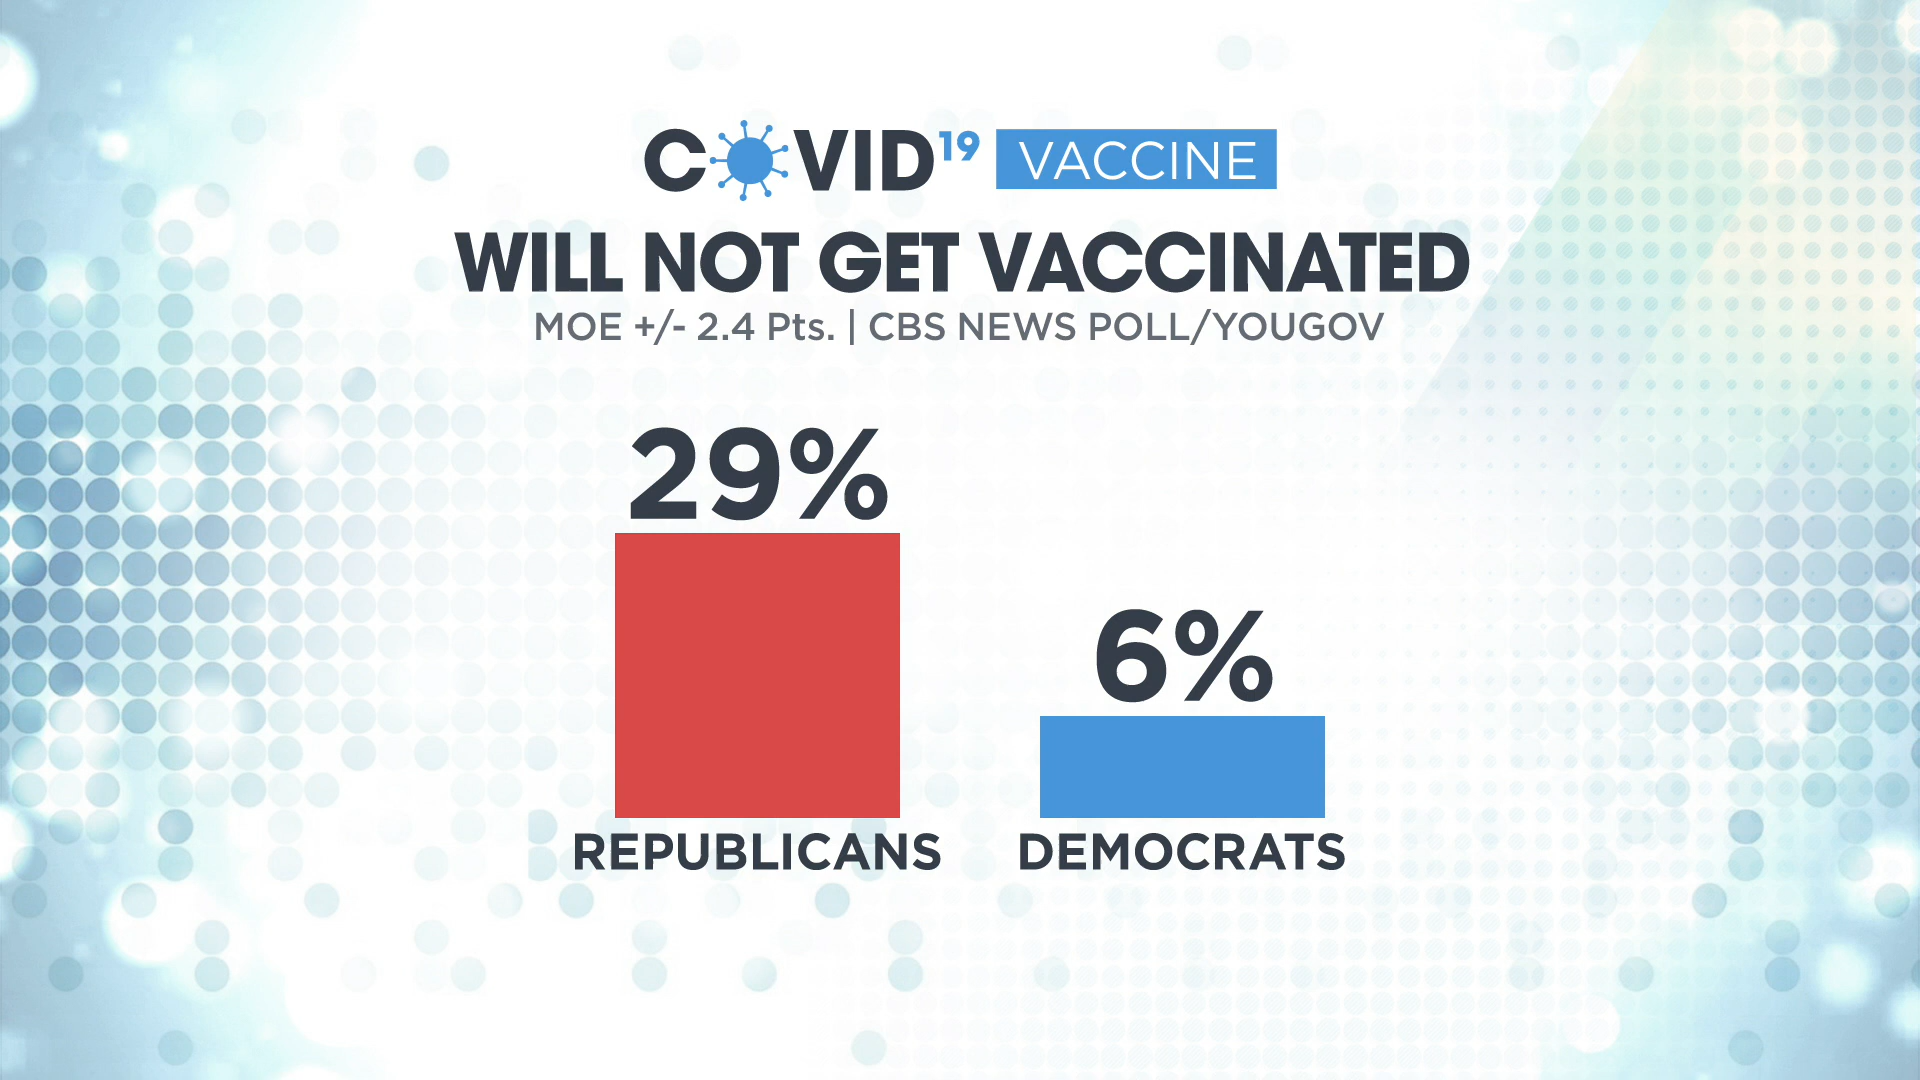 COVID19 VACCINE
WILL NOT GET VACCINATED
MOE +/- 2.4 Pts. | CBS NEWS POLL/YOUGOV
29%
6%
REPUBLICANS
DEMOCRATS